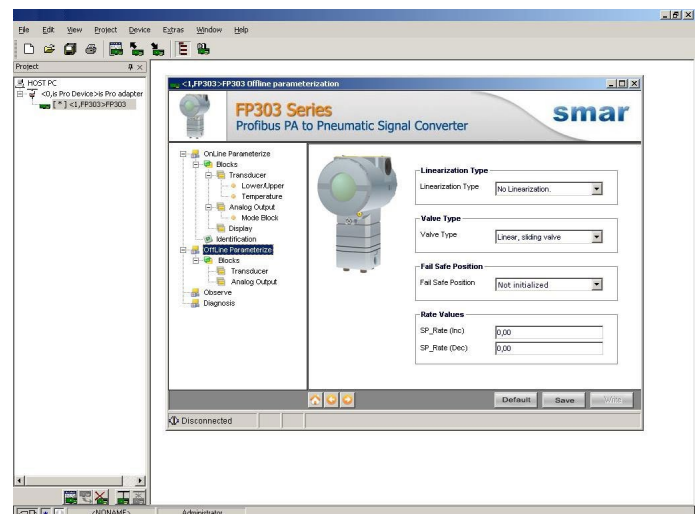 File Edit View Project Device Extras Window Help
Project
HOST PC
<0,is Pro Device>is Pro adapter
[ * ] <1,FP303>FP303
<1,FP303>FP303 Offline parameterization
FP303 Series
Profibus PA to Pneumatic Signal Converter
smar
OnLine Parameterize
Blocks
Transducer
Lower/Upper
Temperature
Analog Output
Mode Block
Display
Identification
OffLine Parameterize
Blocks
Transducer
Analog Output
Observe
Diagnosis
Linearization Type
Linearization Type No Linearization.
Valve Type
Valve Type Linear, sliding valve
Fail Safe Position
Fail Safe Position Not initialized
Rate Values
SP_Rate (Inc) 0,00
SP_Rate (Dec) 0,00
Default Save Write
Disconnected
<NONAME> Administrator